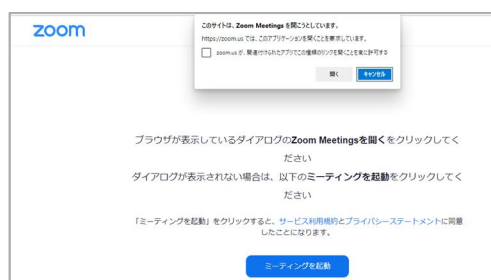 zoom
このサイトは、Zoom Meetings を開こうとしています。
https://zoom.us では、このアプリケーションを開くことを要求しています。
zoom.us が、関連付けられたアプリでこの種類のリンクを開くことを常に許可する
開く
キャンセル
ブラウザが表示しているダイアログのZoom Meetingsを開くをクリックしてく
ださい
ダイアログが表示されない場合は、以下のミーティングを起動をクリックしてく
ださい
「ミーティングを起動」をクリックすると、サービス利用規約とプライバシーステートメントに同意
したことになります。
ミーティングを起動